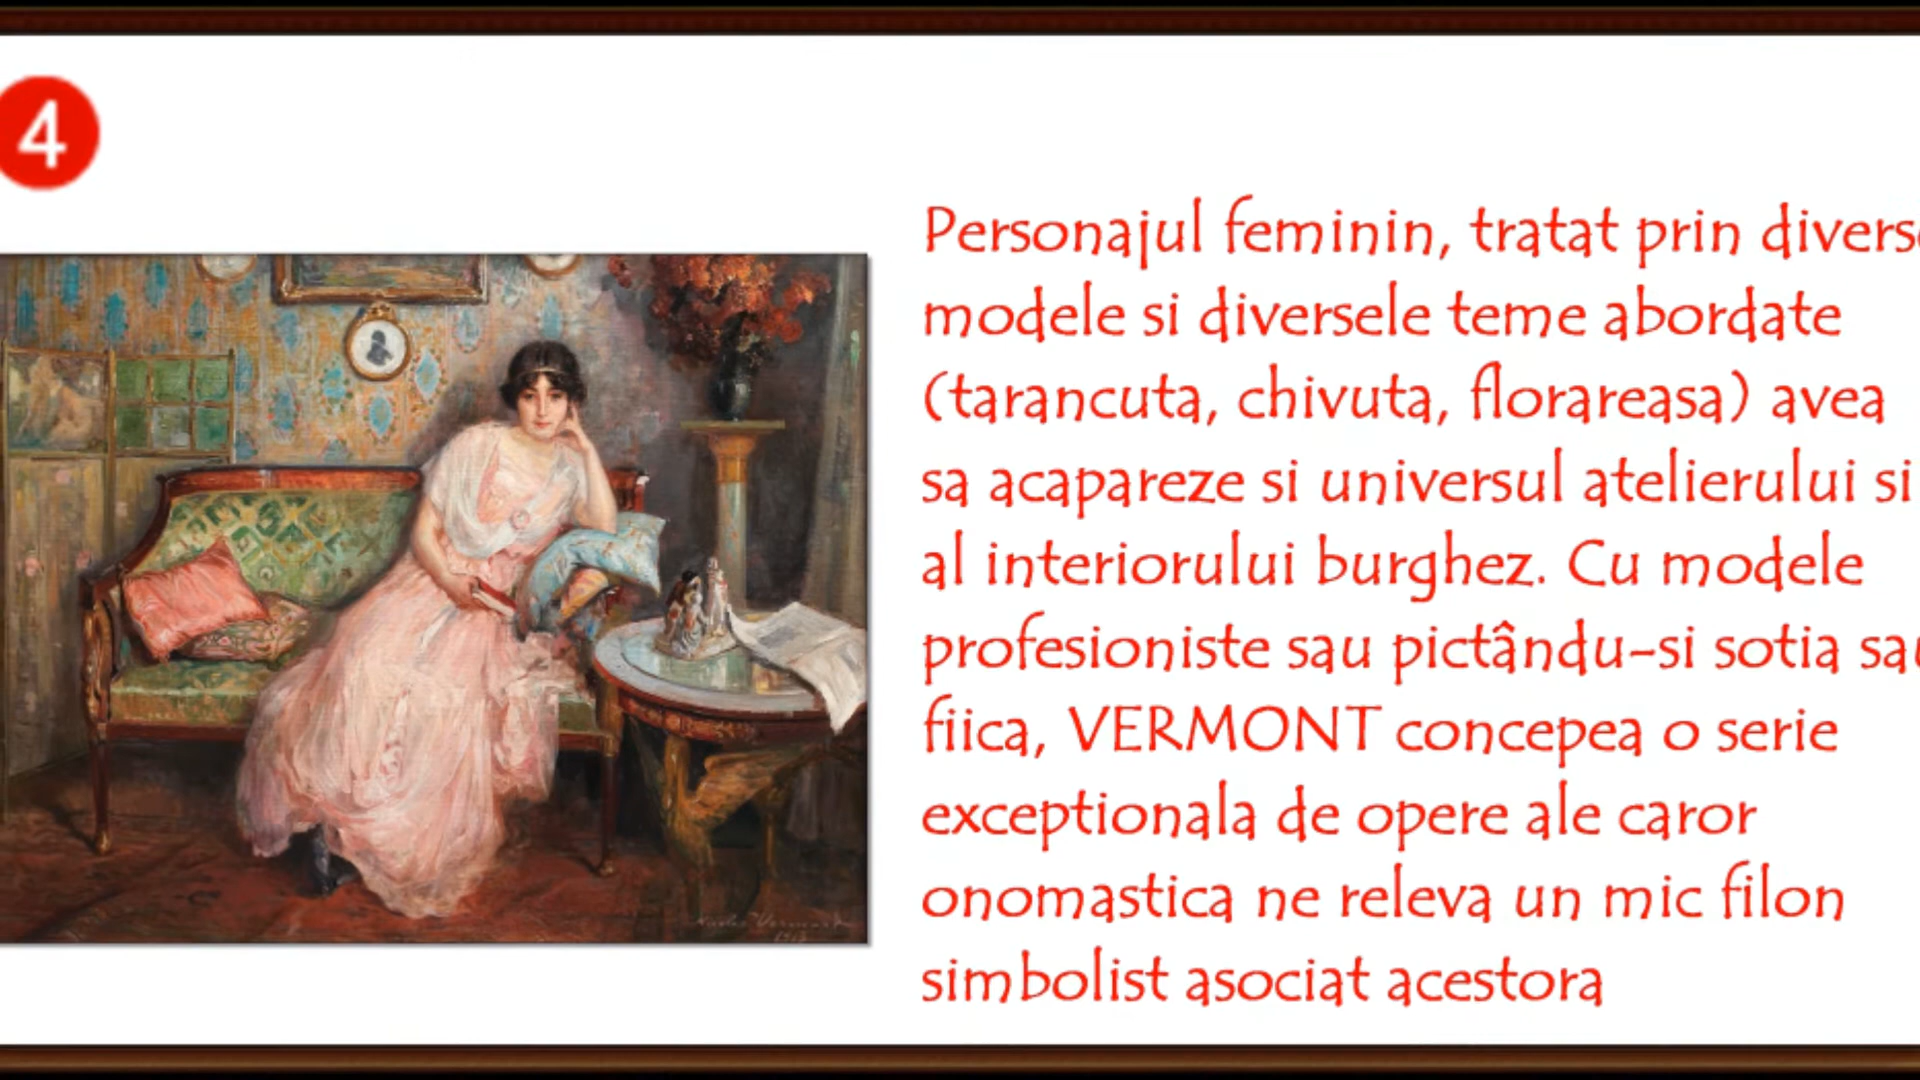 4
Personajul feminin, tratat prin
modele si diversele teme abordate
(tarancuta, chivuta, florareasa) avea
sa acapareze si universul atelierului si
al interiorului burghez. Cu modele
profesioniste sau pictându-si sotia
fiica, VERMONT concepea o serie
exceptionala de opere ale caror
onomastica ne releva un mic filon
simbolist asociat acestora